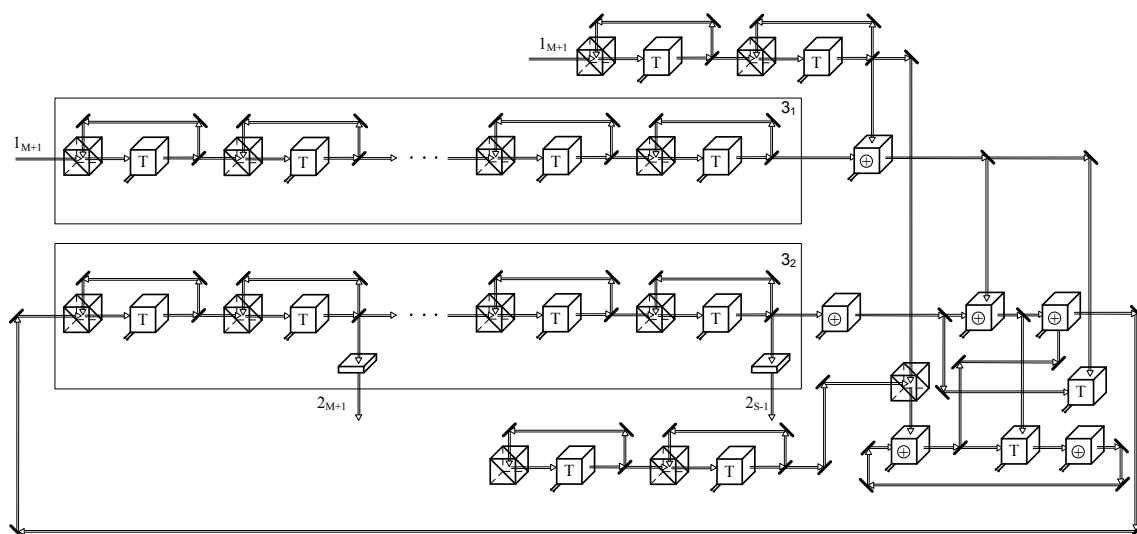 1M+1
T T
3₁
1M+1
T T · · · T T
⊕
3₂
T T · · · T T
⊕ ⊕ ⊕
2M+1 2S-1
T
T T
⊕ T ⊕